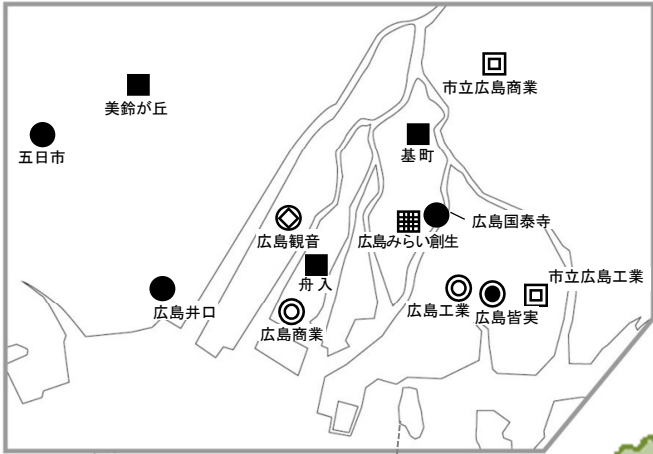 市立広島商業
美鈴が丘
五日市
基町
広島国泰寺
広島観音
広島みらい創生
舟入
市立広島工業
広島井口
広島商業
広島工業
広島皆実